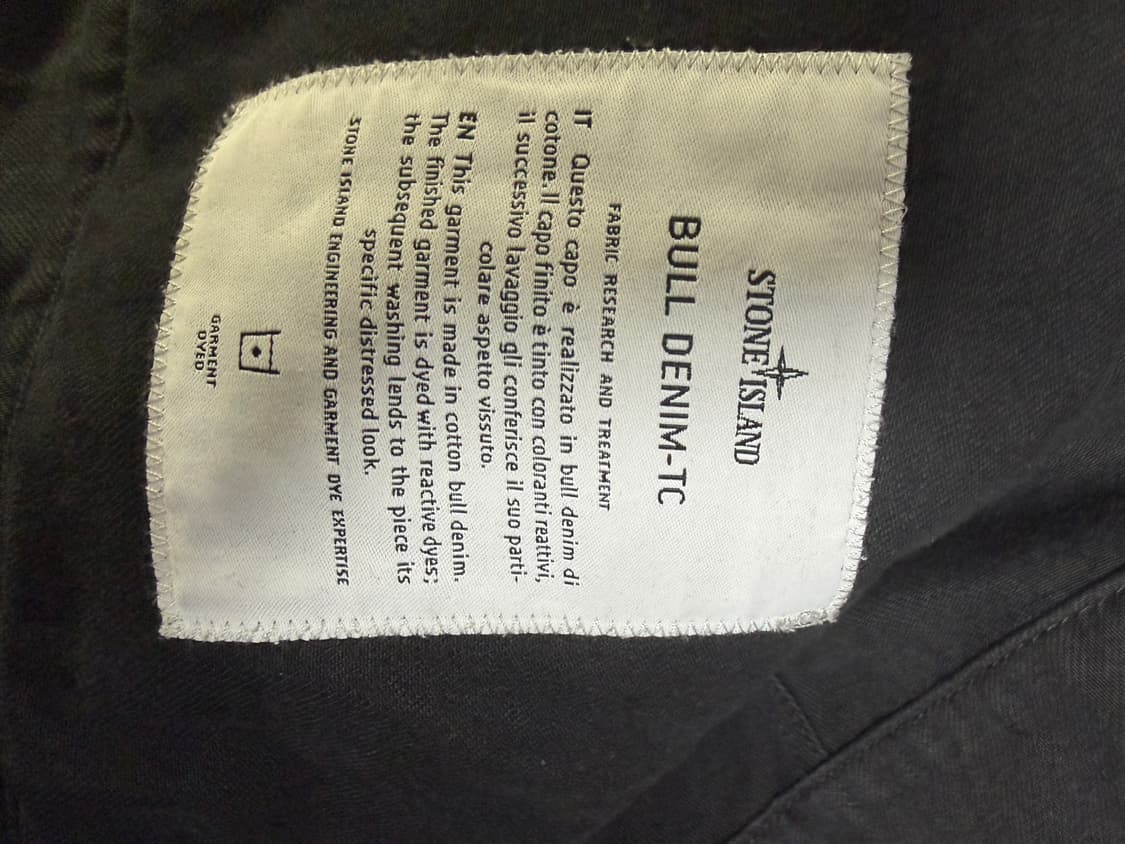 STONE ISLAND
BULL DENIM-TC
FABRIC RESEARCH AND TREATMENT
IT Questo capo è realizzato in bull denim di
cotone. Il capo finito è tinto con coloranti reattivi,
il successivo lavaggio gli conferisce il suo parti-
colare aspetto vissuto.
EN This garment is made in cotton bull denim.
The finished garment is dyed with reactive dyes;
the subsequent washing lends to the piece its
specific distressed look.
STONE ISLAND ENGINEERING AND GARMENT DYE EXPERTISE
GARMENT
DYED